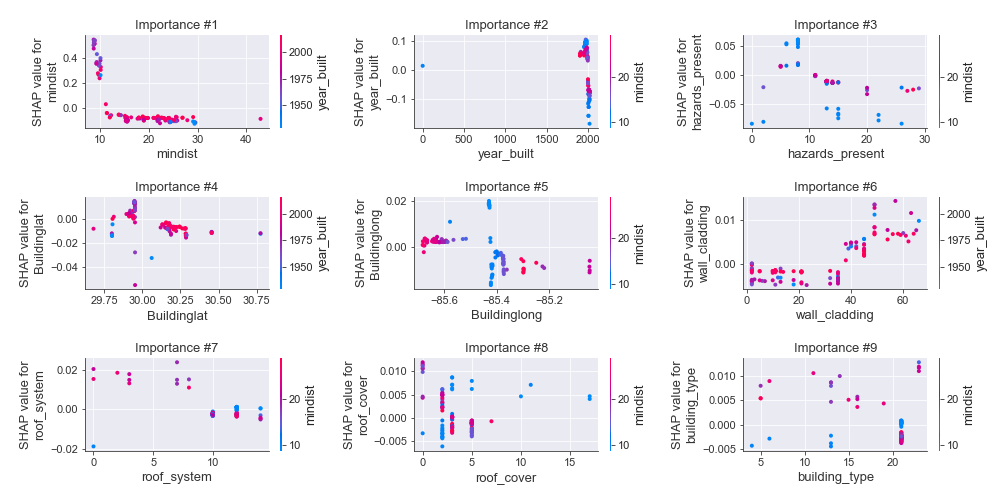 Importance #1
Importance #2
Importance #3
SHAP value for
mindist
0.4
0.2
0.0
10
20
30
40
mindist
2000
1975
1950
year_built
SHAP value for
year_built
0.1
0.0
−0.1
0
500
1000
1500
2000
year_built
20
10
mindist
SHAP value for
hazards_present
0.05
0.00
−0.05
0
10
20
30
hazards_present
20
10
mindist
Importance #4
Importance #5
Importance #6
SHAP value for
Buildinglat
0.00
−0.02
−0.04
29.75
30.00
30.25
30.50
30.75
Buildinglat
2000
1975
1950
year_built
SHAP value for
Buildinglong
0.02
0.00
−85.6
−85.4
−85.2
Buildinglong
20
10
mindist
SHAP value for
wall_cladding
0.01
0.00
0
20
40
60
wall_cladding
2000
1975
1950
year_built
Importance #7
Importance #8
Importance #9
SHAP value for
roof_system
0.02
0.00
−0.02
0
5
10
roof_system
20
10
mindist
SHAP value for
roof_cover
0.010
0.005
0.000
−0.005
0
5
10
15
roof_cover
20
10
mindist
SHAP value for
building_type
0.010
0.005
0.000
−0.005
5
10
15
20
building_type
20
10
mindist